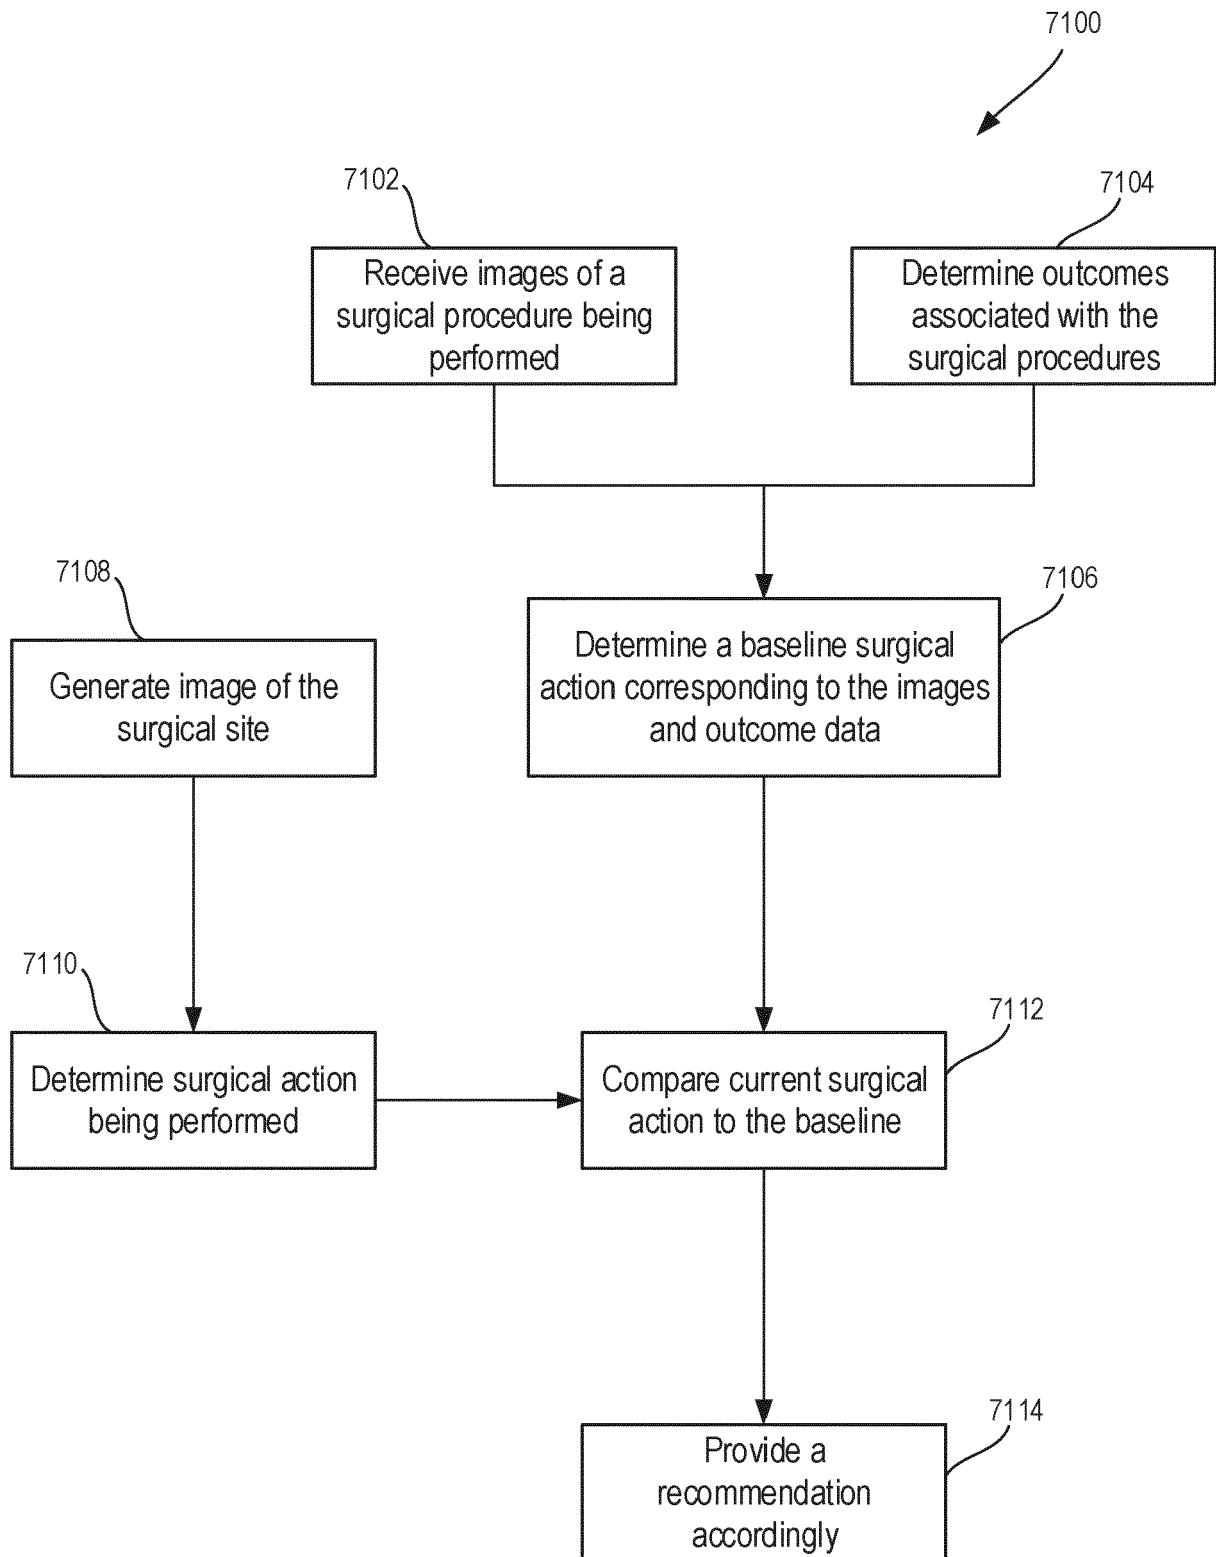 7100
7102
7104
Receive images of a
surgical procedure being
performed
Determine outcomes
associated with the
surgical procedures
7108
7106
Generate image of the
surgical site
Determine a baseline surgical
action corresponding to the images
and outcome data
7110
7112
Determine surgical action
being performed
Compare current surgical
action to the baseline
7114
Provide a
recommendation
accordingly